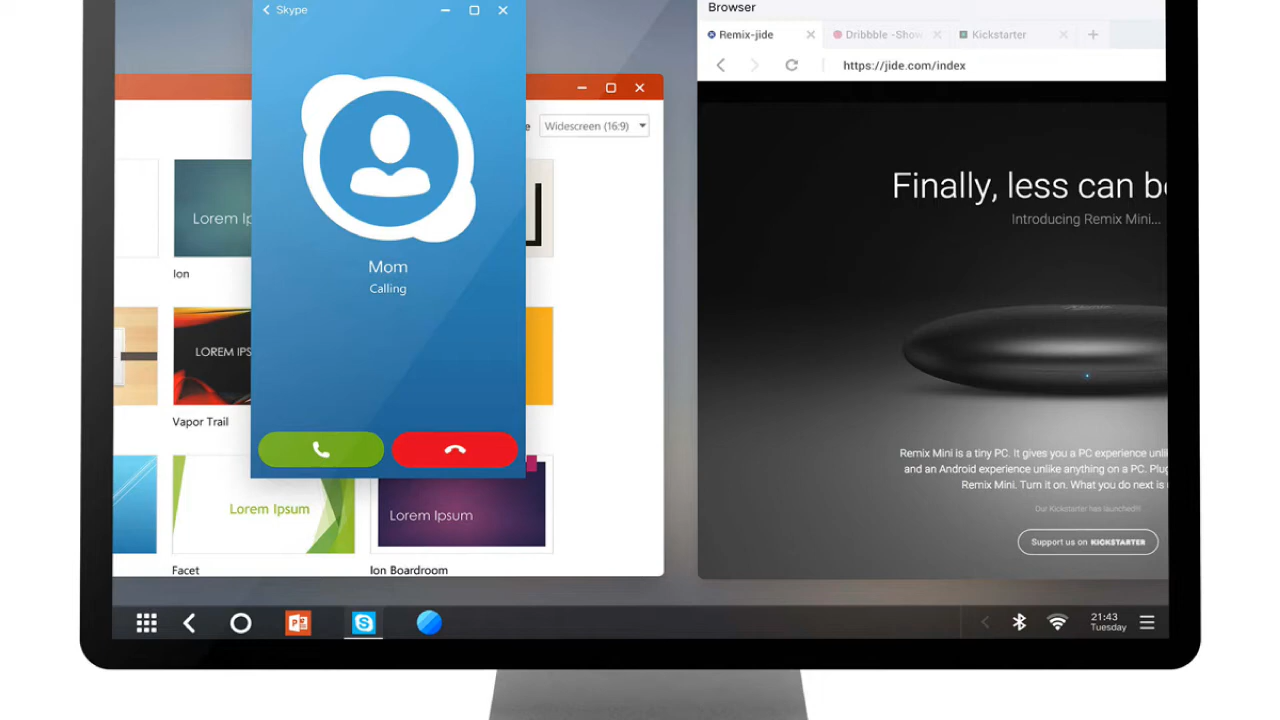 Skype
Mom
Calling
Widescreen (16:9)
Lorem Ip
Ion
LOREM IPS
Vapor Trail
Lorem Ipsum
Facet
Lorem Ipsum
Ion Boardroom
Browser
Remix-jide
Dribbble -Show
Kickstarter
https://jide.com/index
Finally, less can be
Introducing Remix Mini...
Remix Mini is a tiny PC. It gives you a PC experience unli
and an Android experience unlike anything on a PC. Plug
Remix Mini. Turn it on. What you do next is
Our Kickstarter has launched!!!
Support us on KICKSTARTER
21:43
Tuesday